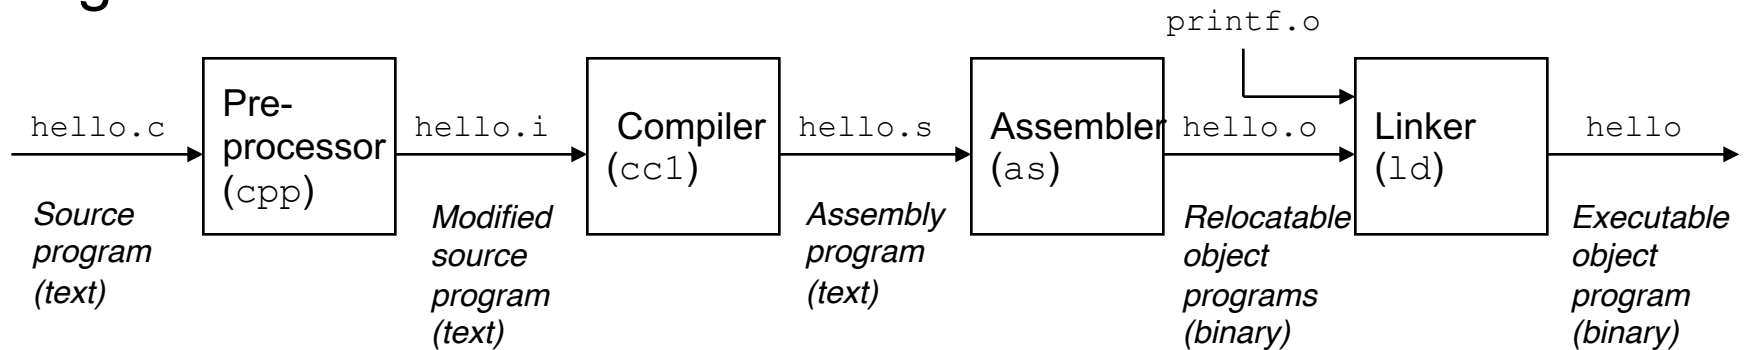 printf.o
hello.c
Pre-
processor
(cpp)
hello.i
Compiler
(cc1)
hello.s
Assembler
(as)
hello.o
Linker
(ld)
hello
Source
program
(text)
Modified
source
program
(text)
Assembly
program
(text)
Relocatable
object
programs
(binary)
Executable
object
program
(binary)